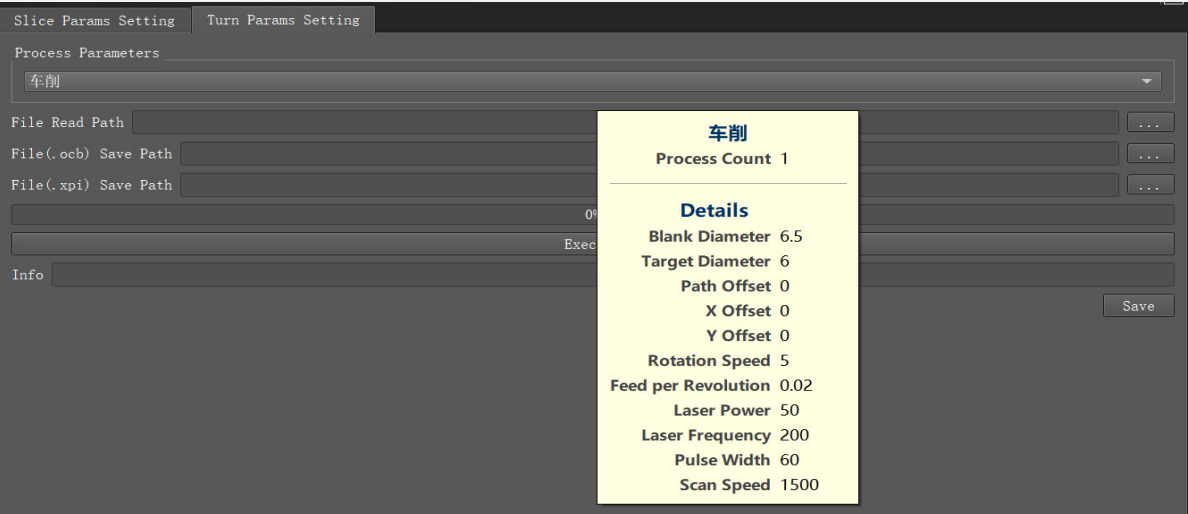 Slice Params Setting
Turn Params Setting
Process Parameters
车削
File Read Path
...
File(.ocb) Save Path
...
File(.xpi) Save Path
...
0%
Exec
Info
Save
车削
Process Count 1
Details
Blank Diameter 6.5
Target Diameter 6
Path Offset 0
X Offset 0
Y Offset 0
Rotation Speed 5
Feed per Revolution 0.02
Laser Power 50
Laser Frequency 200
Pulse Width 60
Scan Speed 1500